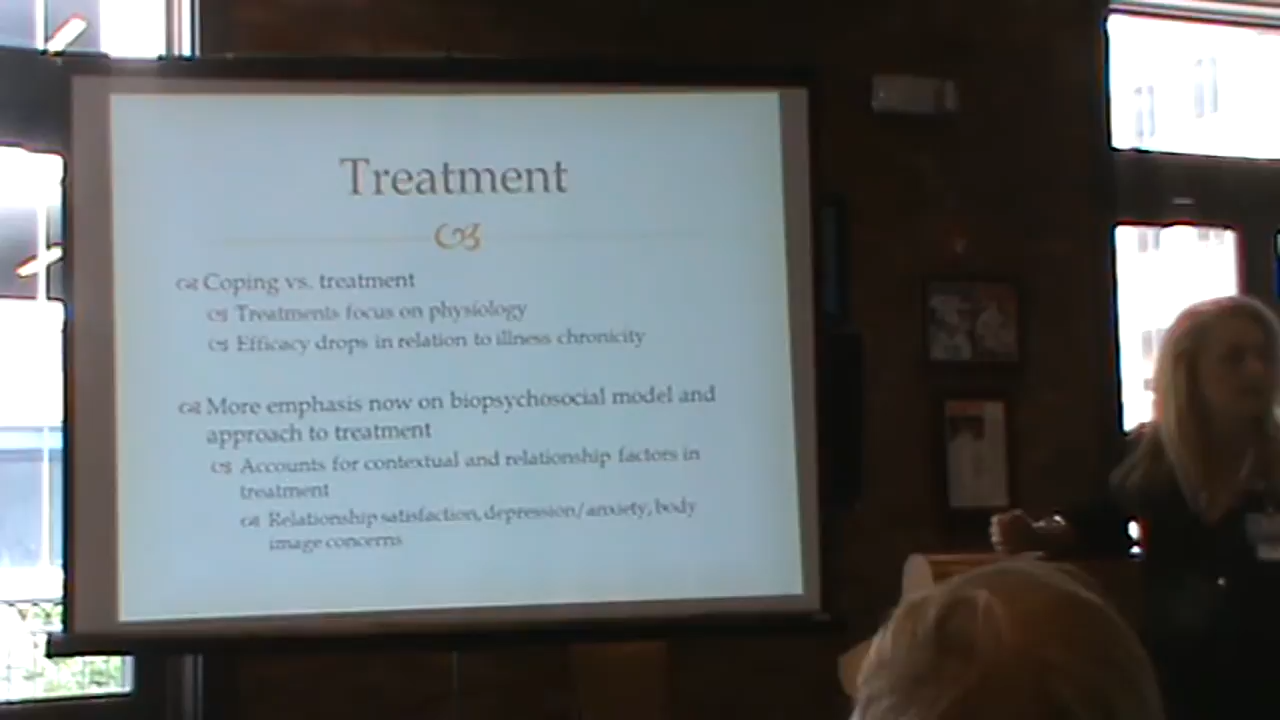 Treatment
Coping vs. treatment
Treatments focus on physiology
Efficacy drops in relation to illness chronicity
More emphasis now on biopsychosocial model and
approach to treatment
Accounts for contextual and relationship factors in
treatment
Relationship satisfaction, depression/anxiety, body
image concerns